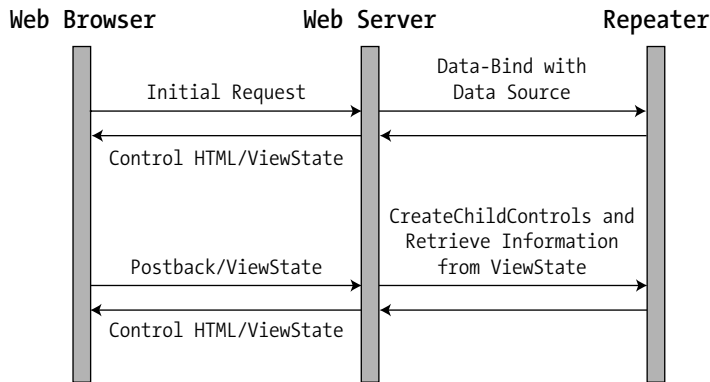 Web Browser
Web Server
Repeater
Data-Bind with
Initial Request
Data Source
Control HTML/ViewState
CreateChildControls and
Retrieve Information
Postback/ViewState
from ViewState
Control HTML/ViewState